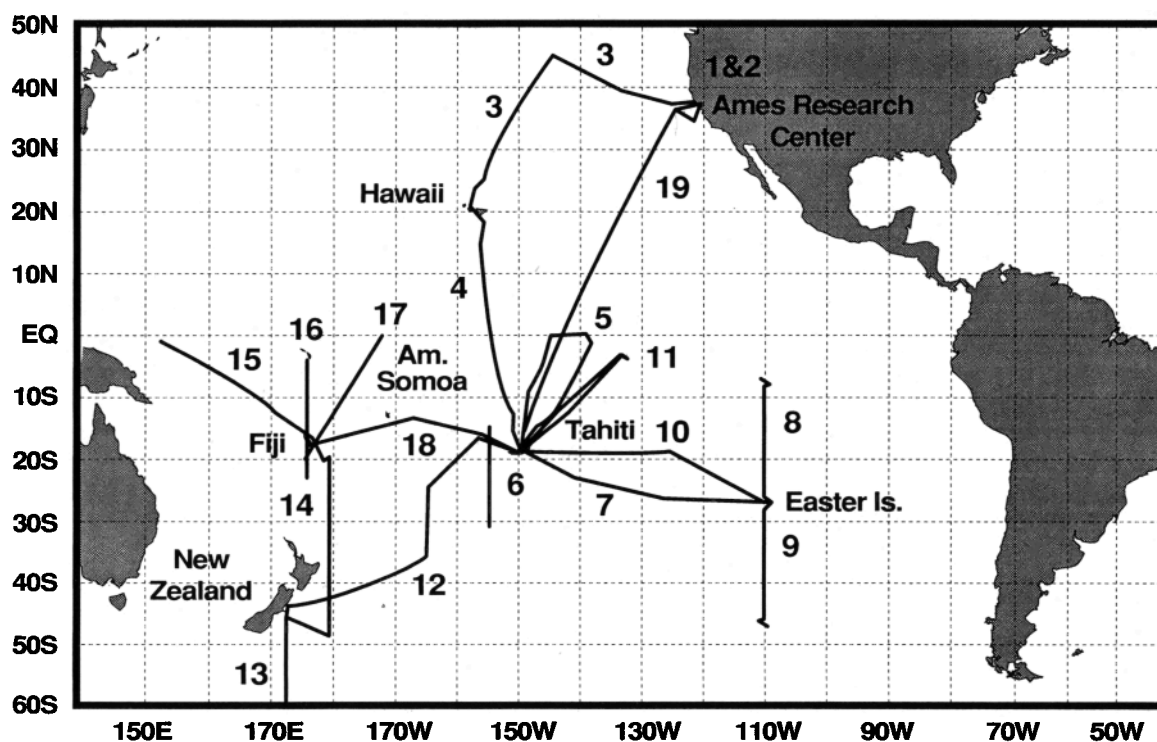 50N
3
1&2
40N
3
Ames Research
Center
30N
Hawaii
19
20N
10N
4
17
16
5
EQ
15
Am.
Somoa
11
10S
8
Fiji
Tahiti
10
18
20S
6
14
7
Easter Is.
30S
9
New
Zealand
12
40S
50S
13
60S
150E
170E
170W
150W
130W
110W
90W
70W
50W